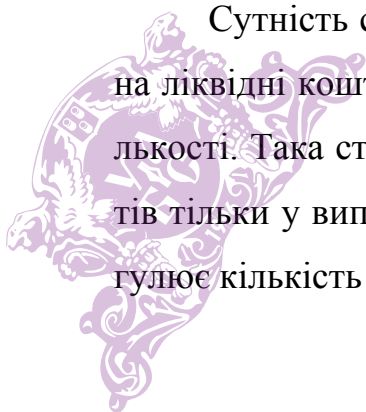 Сутність с
на ліквідні кошт
лькості. Така ст
тів тільки у вип
гулює кількість